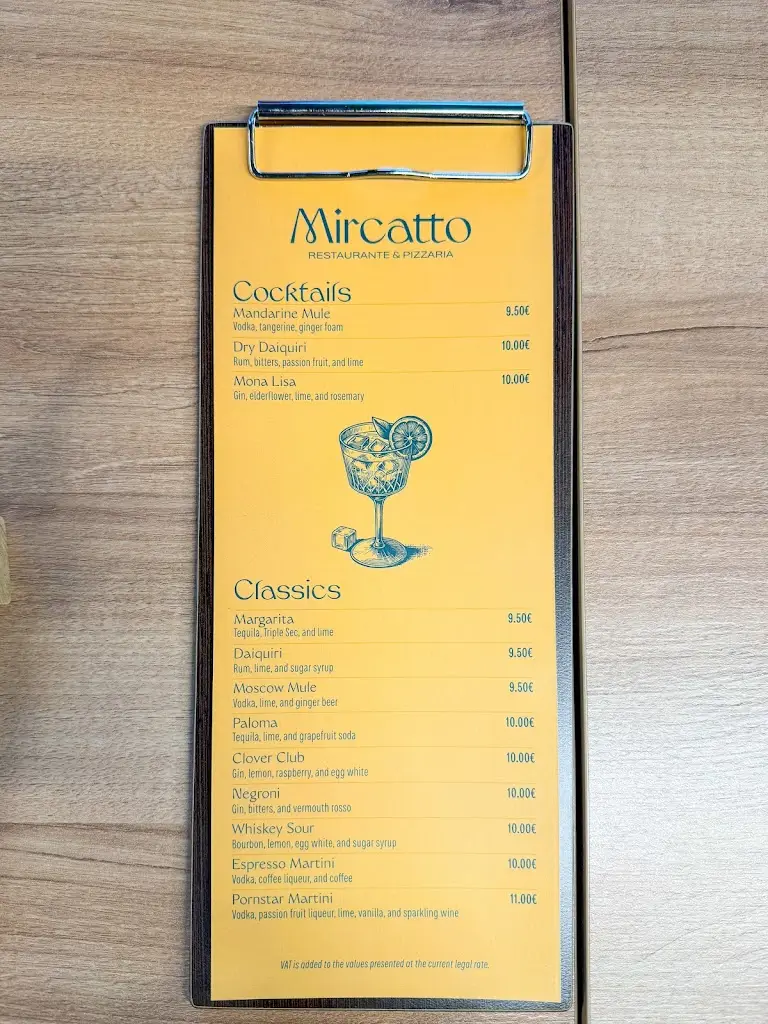 Mircatto
RESTAURANTE & PIZZARIA
Cocktails
Mandarine Mule 9.50€
Vodka, tangerine, ginger foam
Dry Daiquiri 10.00€
Rum, bitters, passion fruit, and lime
Mona Lisa 10.00€
Gin, elderflower, lime, and rosemary
Classics
Margarita 9.50€
Tequila, Triple Sec, and lime
Daiquiri 9.50€
Rum, lime, and sugar syrup
Moscow Mule 9.50€
Vodka, lime, and ginger beer
Paloma 10.00€
Tequila, lime, and grapefruit soda
Clover Club 10.00€
Gin, lemon, raspberry, and egg white
Negroni 10.00€
Gin, bitters, and vermouth rosso
Whiskey Sour 10.00€
Bourbon, lemon, egg white, and sugar syrup
Espresso Martini 10.00€
Vodka, coffee liqueur, and coffee
Pornstar Martini 11.00€
Vodka, passion fruit liqueur, lime, vanilla, and sparkling wine
VAT is added to the values presented at the current legal rate.